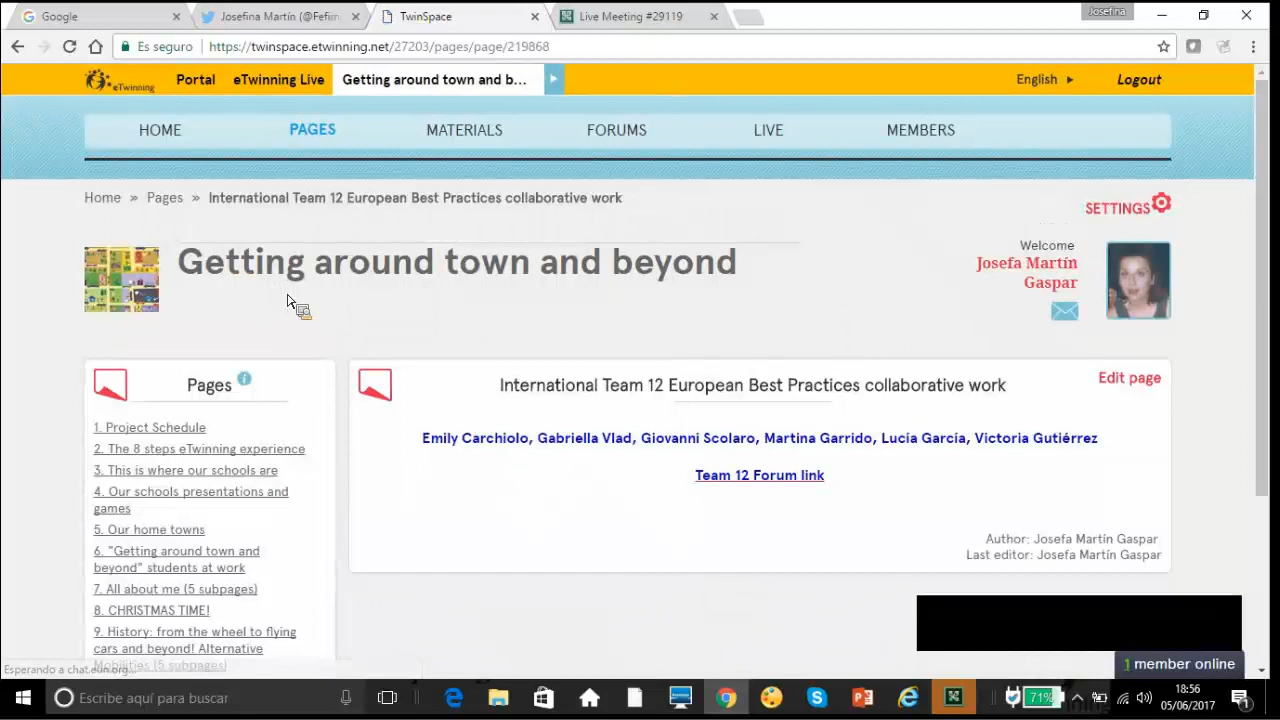 Google
Josefina Martín (@Fefiin
TwinSpace
Live Meeting #29119
Josefina
Es seguro
https://twinspace.etwinning.net/27203/pages/page/219868
eTwinning
Portal
eTwinning Live
Getting around town and b...
English
Logout
HOME
PAGES
MATERIALS
FORUMS
LIVE
MEMBERS
Home » Pages » International Team 12 European Best Practices collaborative work
SETTINGS
Getting around town and beyond
Welcome
Josefa Martín
Gaspar
Pages
1. Project Schedule
2. The 8 steps eTwinning experience
3. This is where our schools are
4. Our schools presentations and
games
5. Our home towns
6. "Getting around town and
beyond" students at work
7. All about me (5 subpages)
8. CHRISTMAS TIME!
9. History: from the wheel to flying
cars and beyond! Alternative
Mobilities (5 subpages)
International Team 12 European Best Practices collaborative work
Edit page
Emily Carchiolo, Gabriella Vlad, Giovanni Scolaro, Martina Garrido, Lucía García, Victoria Gutiérrez
Team 12 Forum link
Author: Josefa Martín Gaspar
Last editor: Josefa Martín Gaspar
1 member online
Escribe aquí para buscar
71%
18:56
05/06/2017